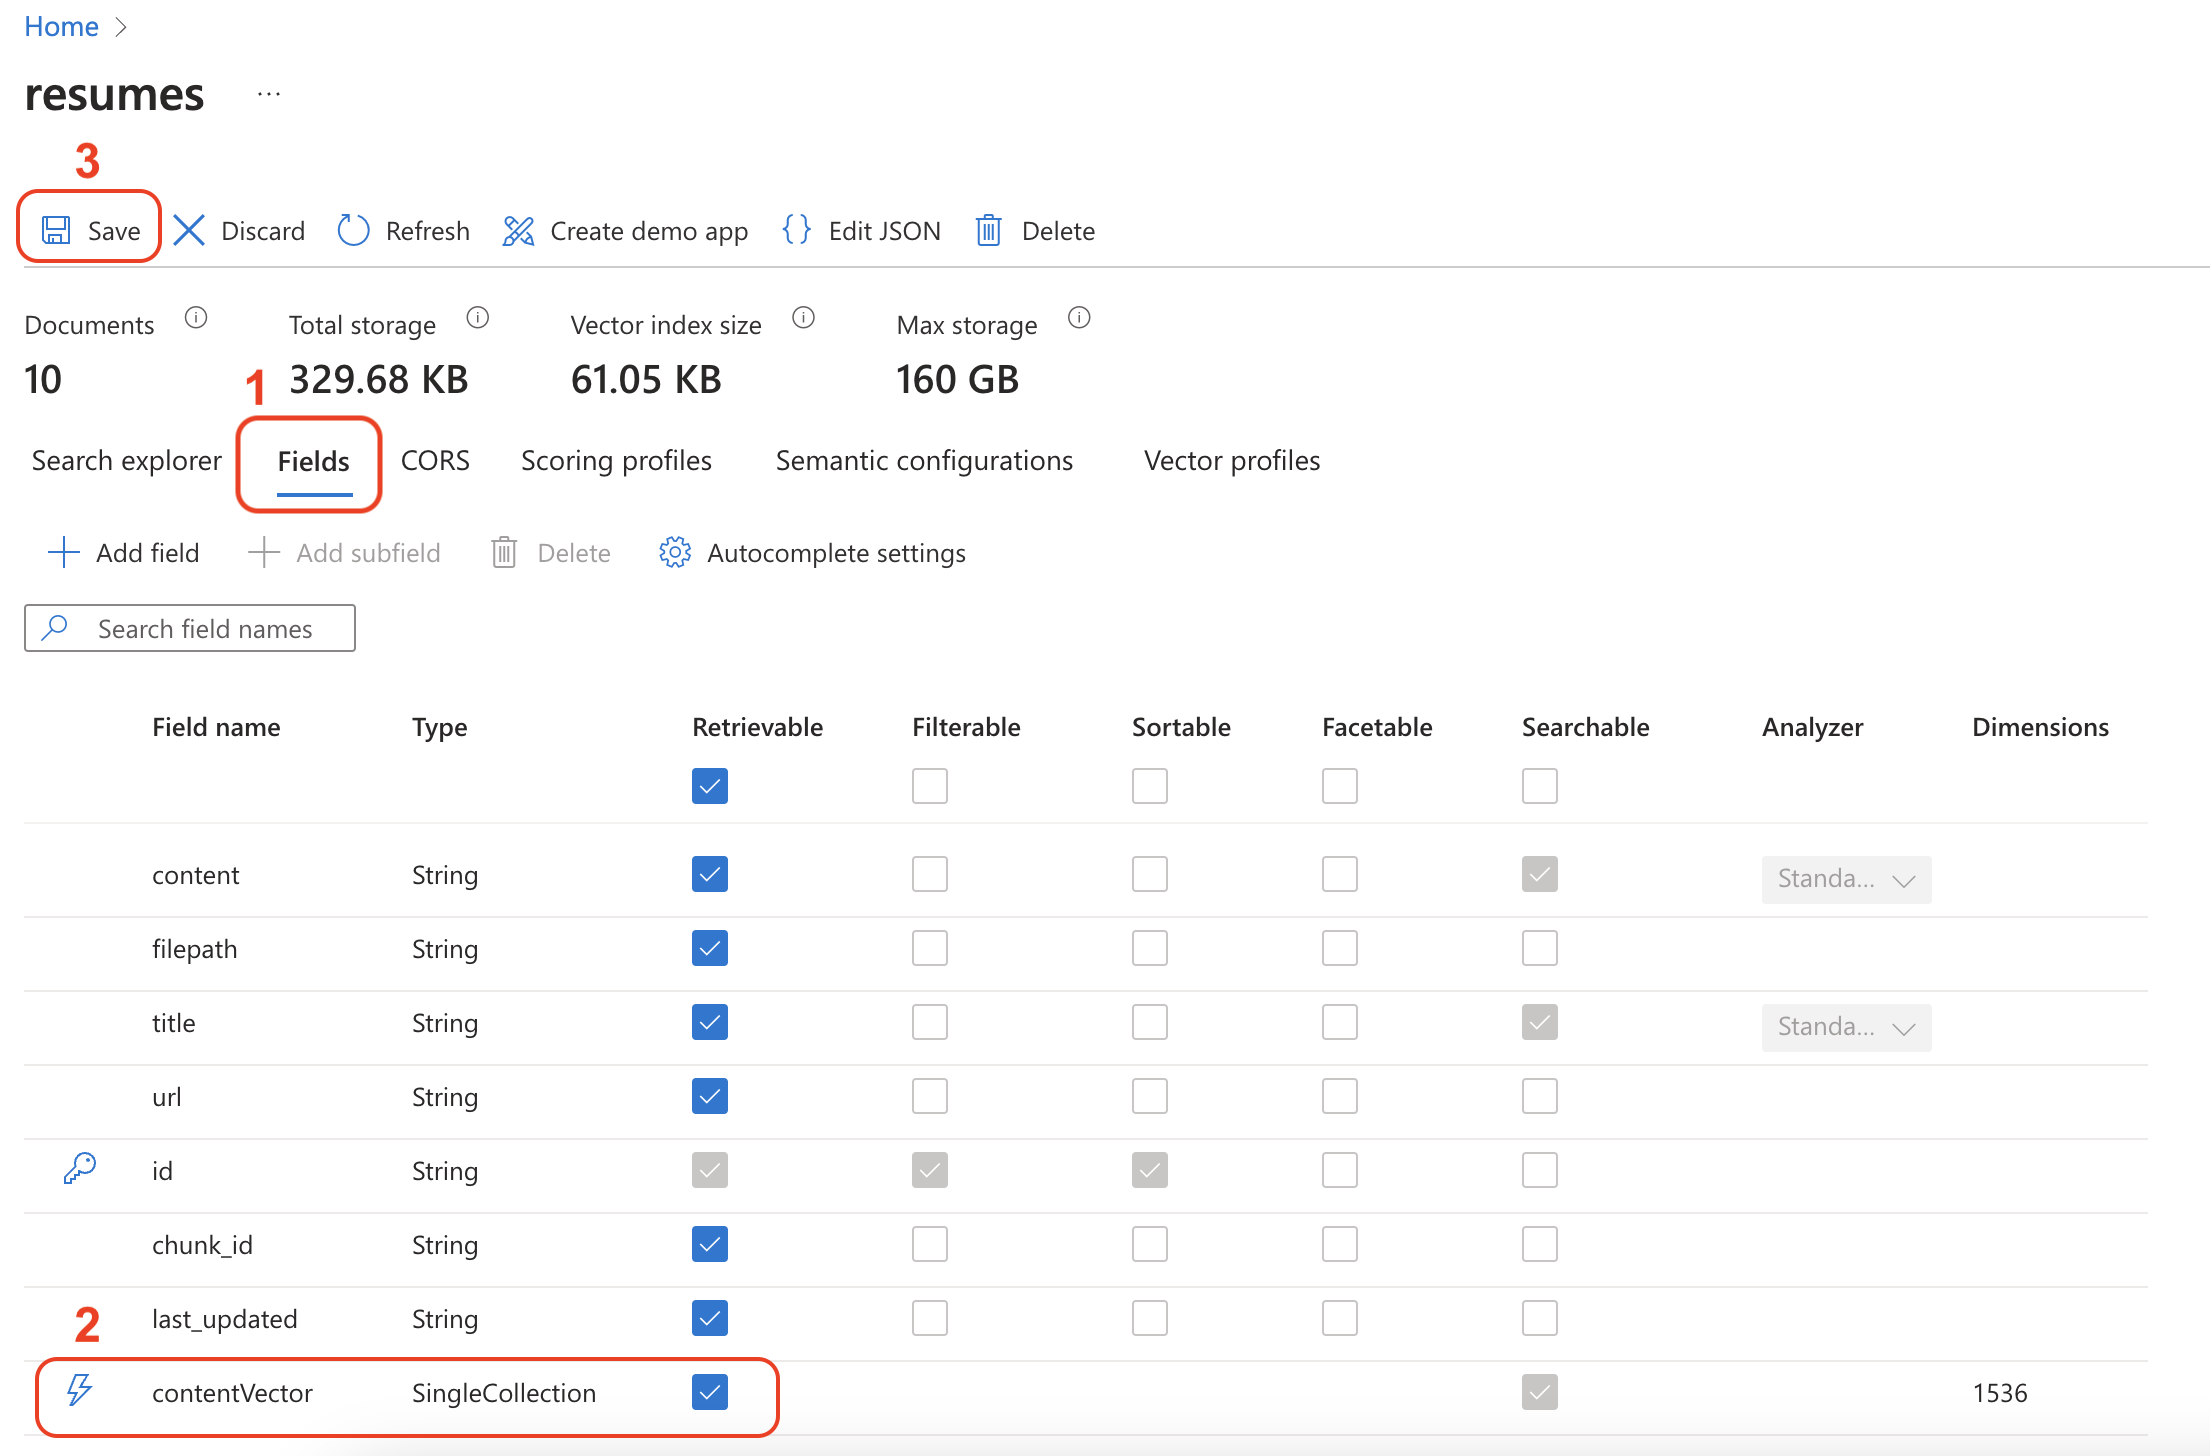 Home
resumes ...
3
Save Discard Refresh Create demo app {} Edit JSON Delete
Documents Total storage Vector index size Max storage
10 329.68 KB 61.05 KB 160 GB
1
Search explorer Fields CORS Scoring profiles Semantic configurations Vector profiles
Add field Add subfield Delete Autocomplete settings
Search field names
Field name Type Retrievable Filterable Sortable Facetable Searchable Analyzer Dimensions
content String Standa...
filepath String
title String Standa...
url String
id String
chunk_id String
2
last_updated String
contentVector SingleCollection 1536